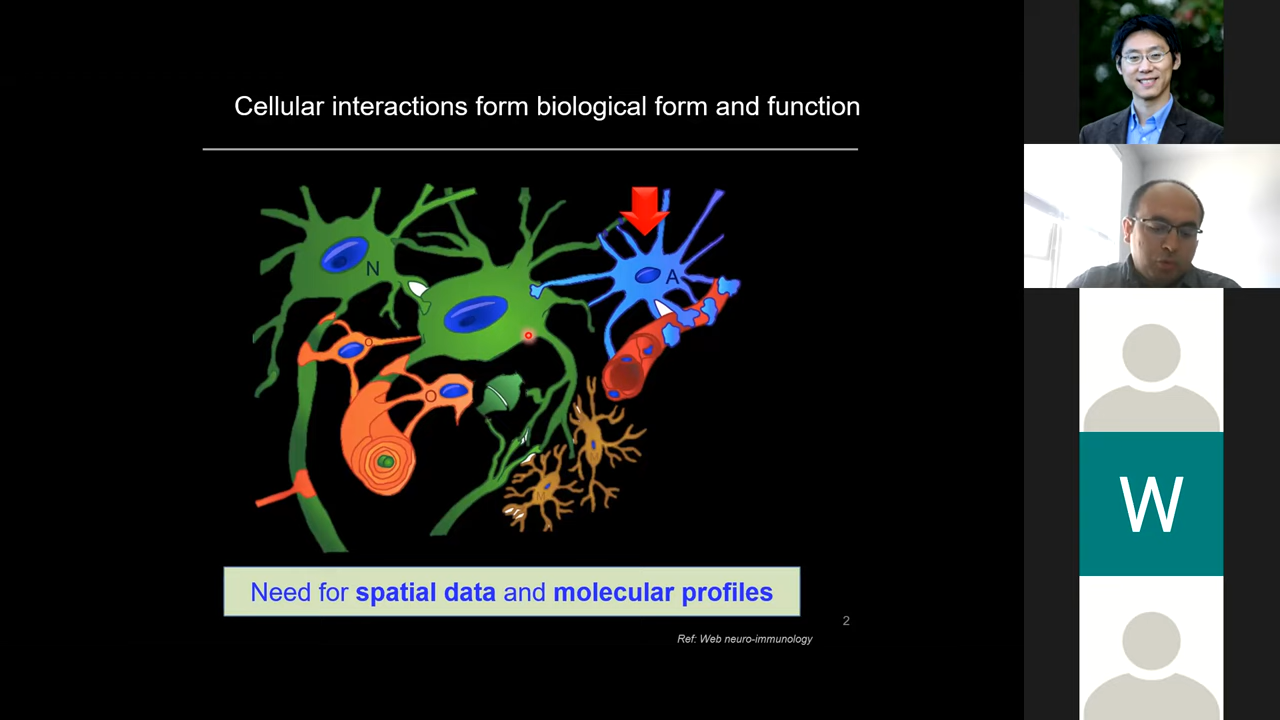 Cellular interactions form biological form and function
N
A
O
O
M
M
Need for spatial data and molecular profiles
2
Ref: Web neuro-immunology
W